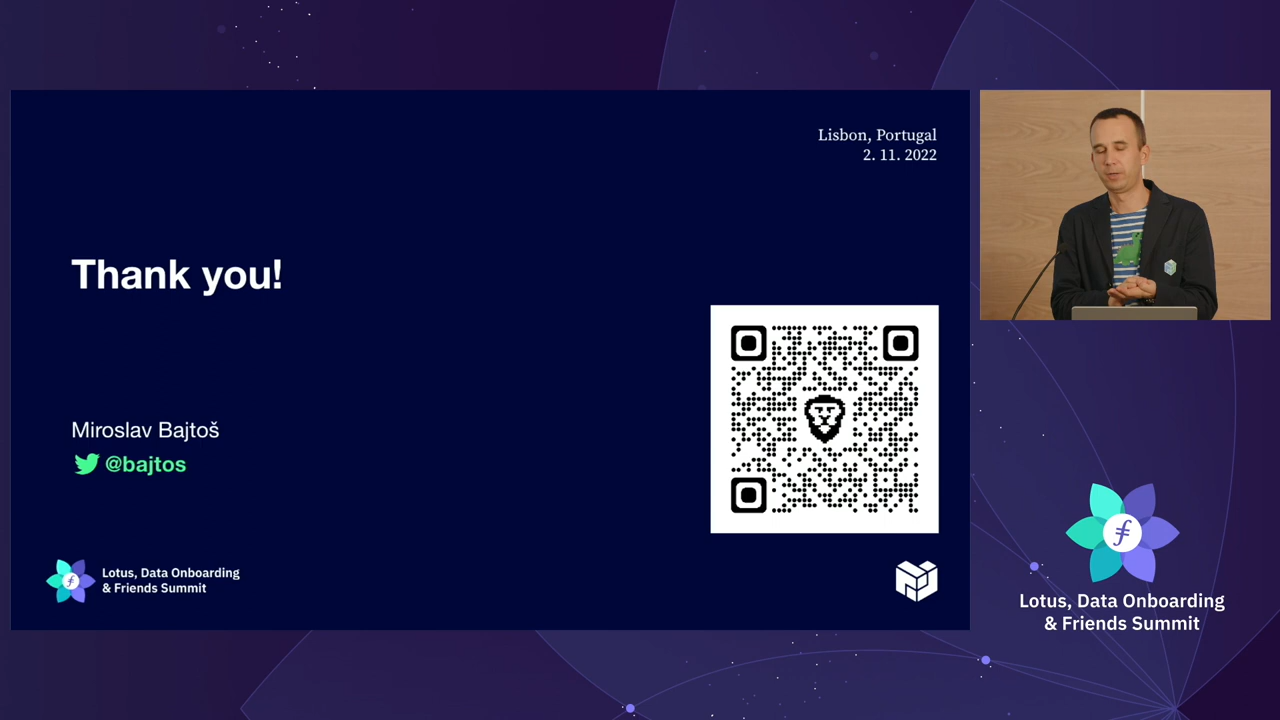 Lisbon, Portugal
2. 11. 2022
Thank you!
Miroslav Bajtoš
@bajtos
Lotus, Data Onboarding
& Friends Summit
Lotus, Data Onboarding
& Friends Summit